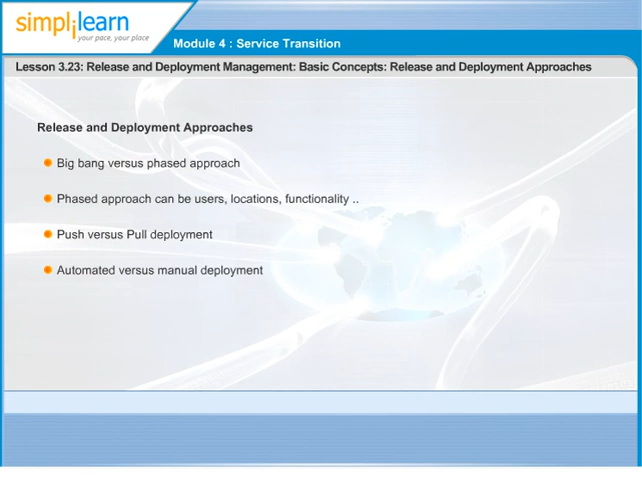 simplilearn
your pace, your place
Module 4 : Service Transition
Lesson 3.23: Release and Deployment Management: Basic Concepts: Release and Deployment Approaches
Release and Deployment Approaches
Big bang versus phased approach
Phased approach can be users, locations, functionality ..
Push versus Pull deployment
Automated versus manual deployment